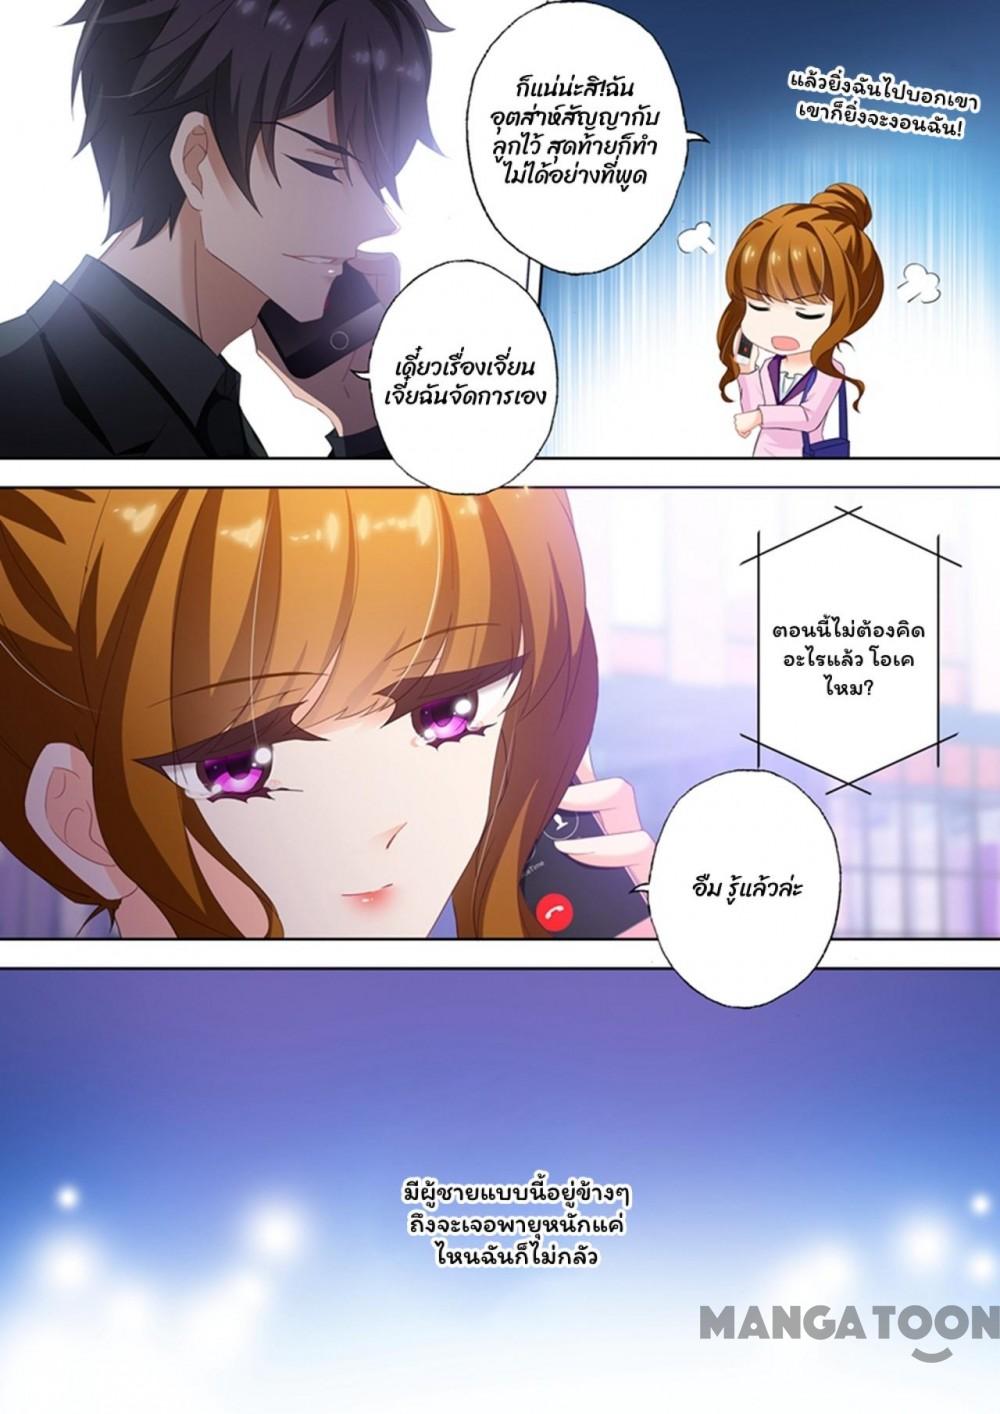 ก็แน่น่ะสิ!ฉัน
อุตส่าห์สัญญากับ
ลูกไว้ สุดท้ายก็ทำ
ไม่ได้อย่างที่พูด
แล้วยิ่งฉันไปบอกเขา
เขาก็ยิ่งจะงอนฉัน!
เดี๋ยวเรื่องเจี่ยน
เจี๋ยฉันจัดการเอง
ตอนนี้ไม่ต้องคิด
อะไรแล้ว โอเค
ไหม?
อืม รู้แล้วล่ะ
มีผู้ชายแบบนี้อยู่ข้างๆ
ถึงจะเจอพายุหนักแค่
ไหนฉันก็ไม่กลัว
MANGATOON